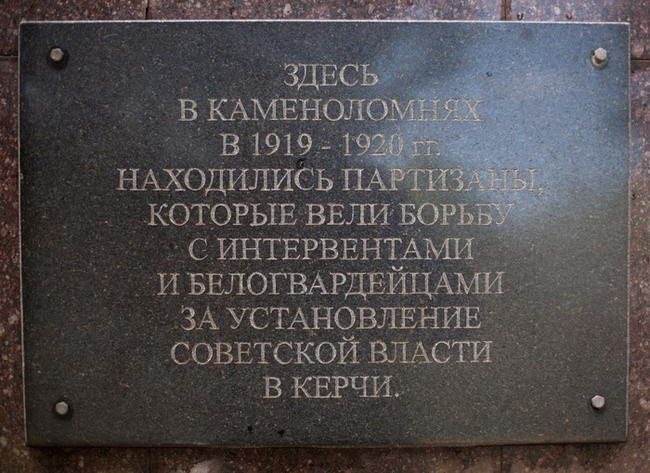 ЗДЕСЬ
В КАМЕНОЛОМНЯХ
В 1919 - 1920 гг.
НАХОДИЛИСЬ ПАРТИЗАНЫ,
КОТОРЫЕ ВЕЛИ БОРЬБУ
С ИНТЕРВЕНТАМИ
И БЕЛОГВАРДЕЙЦАМИ
ЗА УСТАНОВЛЕНИЕ
СОВЕТСКОЙ ВЛАСТИ
В КЕРЧИ.